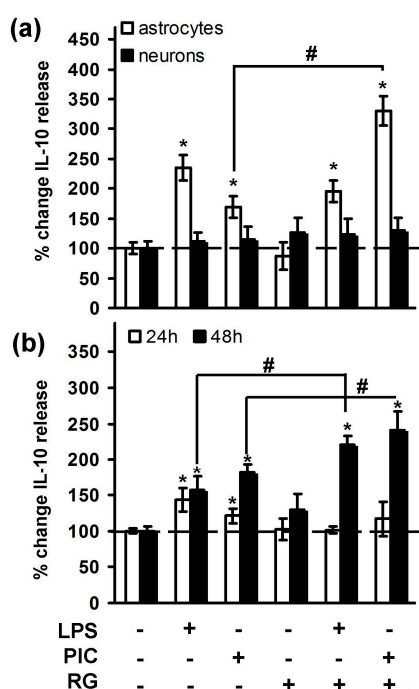 (a)
astrocytes
neurons
#
% change IL-10 release
450
400
350
300
250
200
150
100
50
0
* * * *
(b)
24h 48h
#
#
% change IL-10 release
350
300
250
200
150
100
50
0
* * * * * *
LPS - + - - + -
PIC - - + - - +
RG - - - + + +